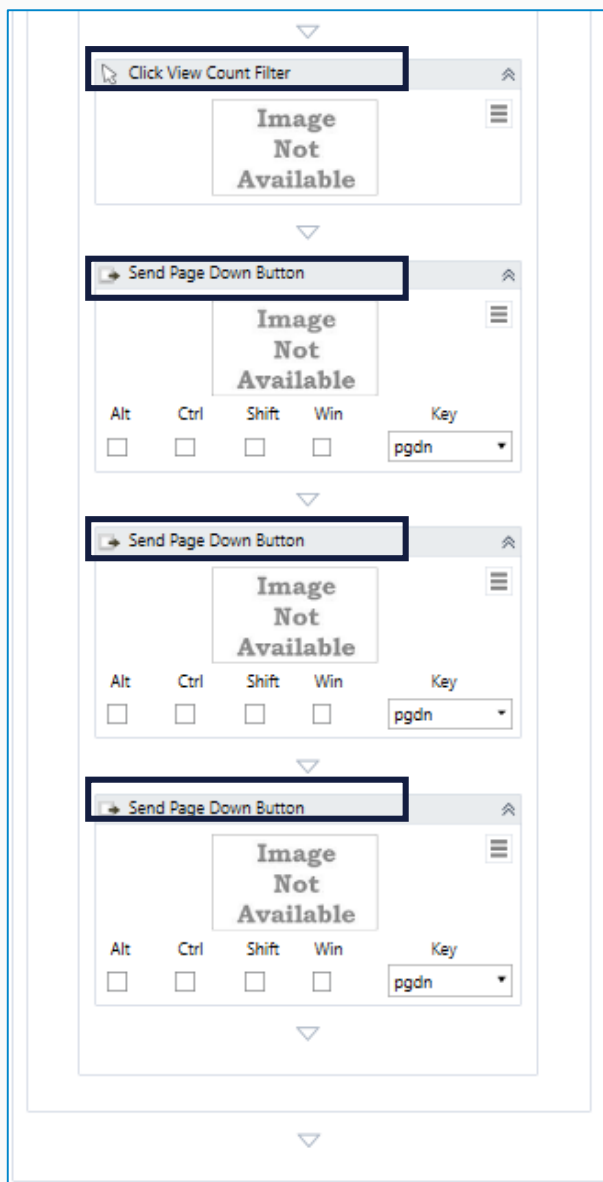 Click View Count Filter
Image
Not
Available
Send Page Down Button
Image
Not
Available
Alt Ctrl Shift Win Key
pgdn
Send Page Down Button
Image
Not
Available
Alt Ctrl Shift Win Key
pgdn
Send Page Down Button
Image
Not
Available
Alt Ctrl Shift Win Key
pgdn